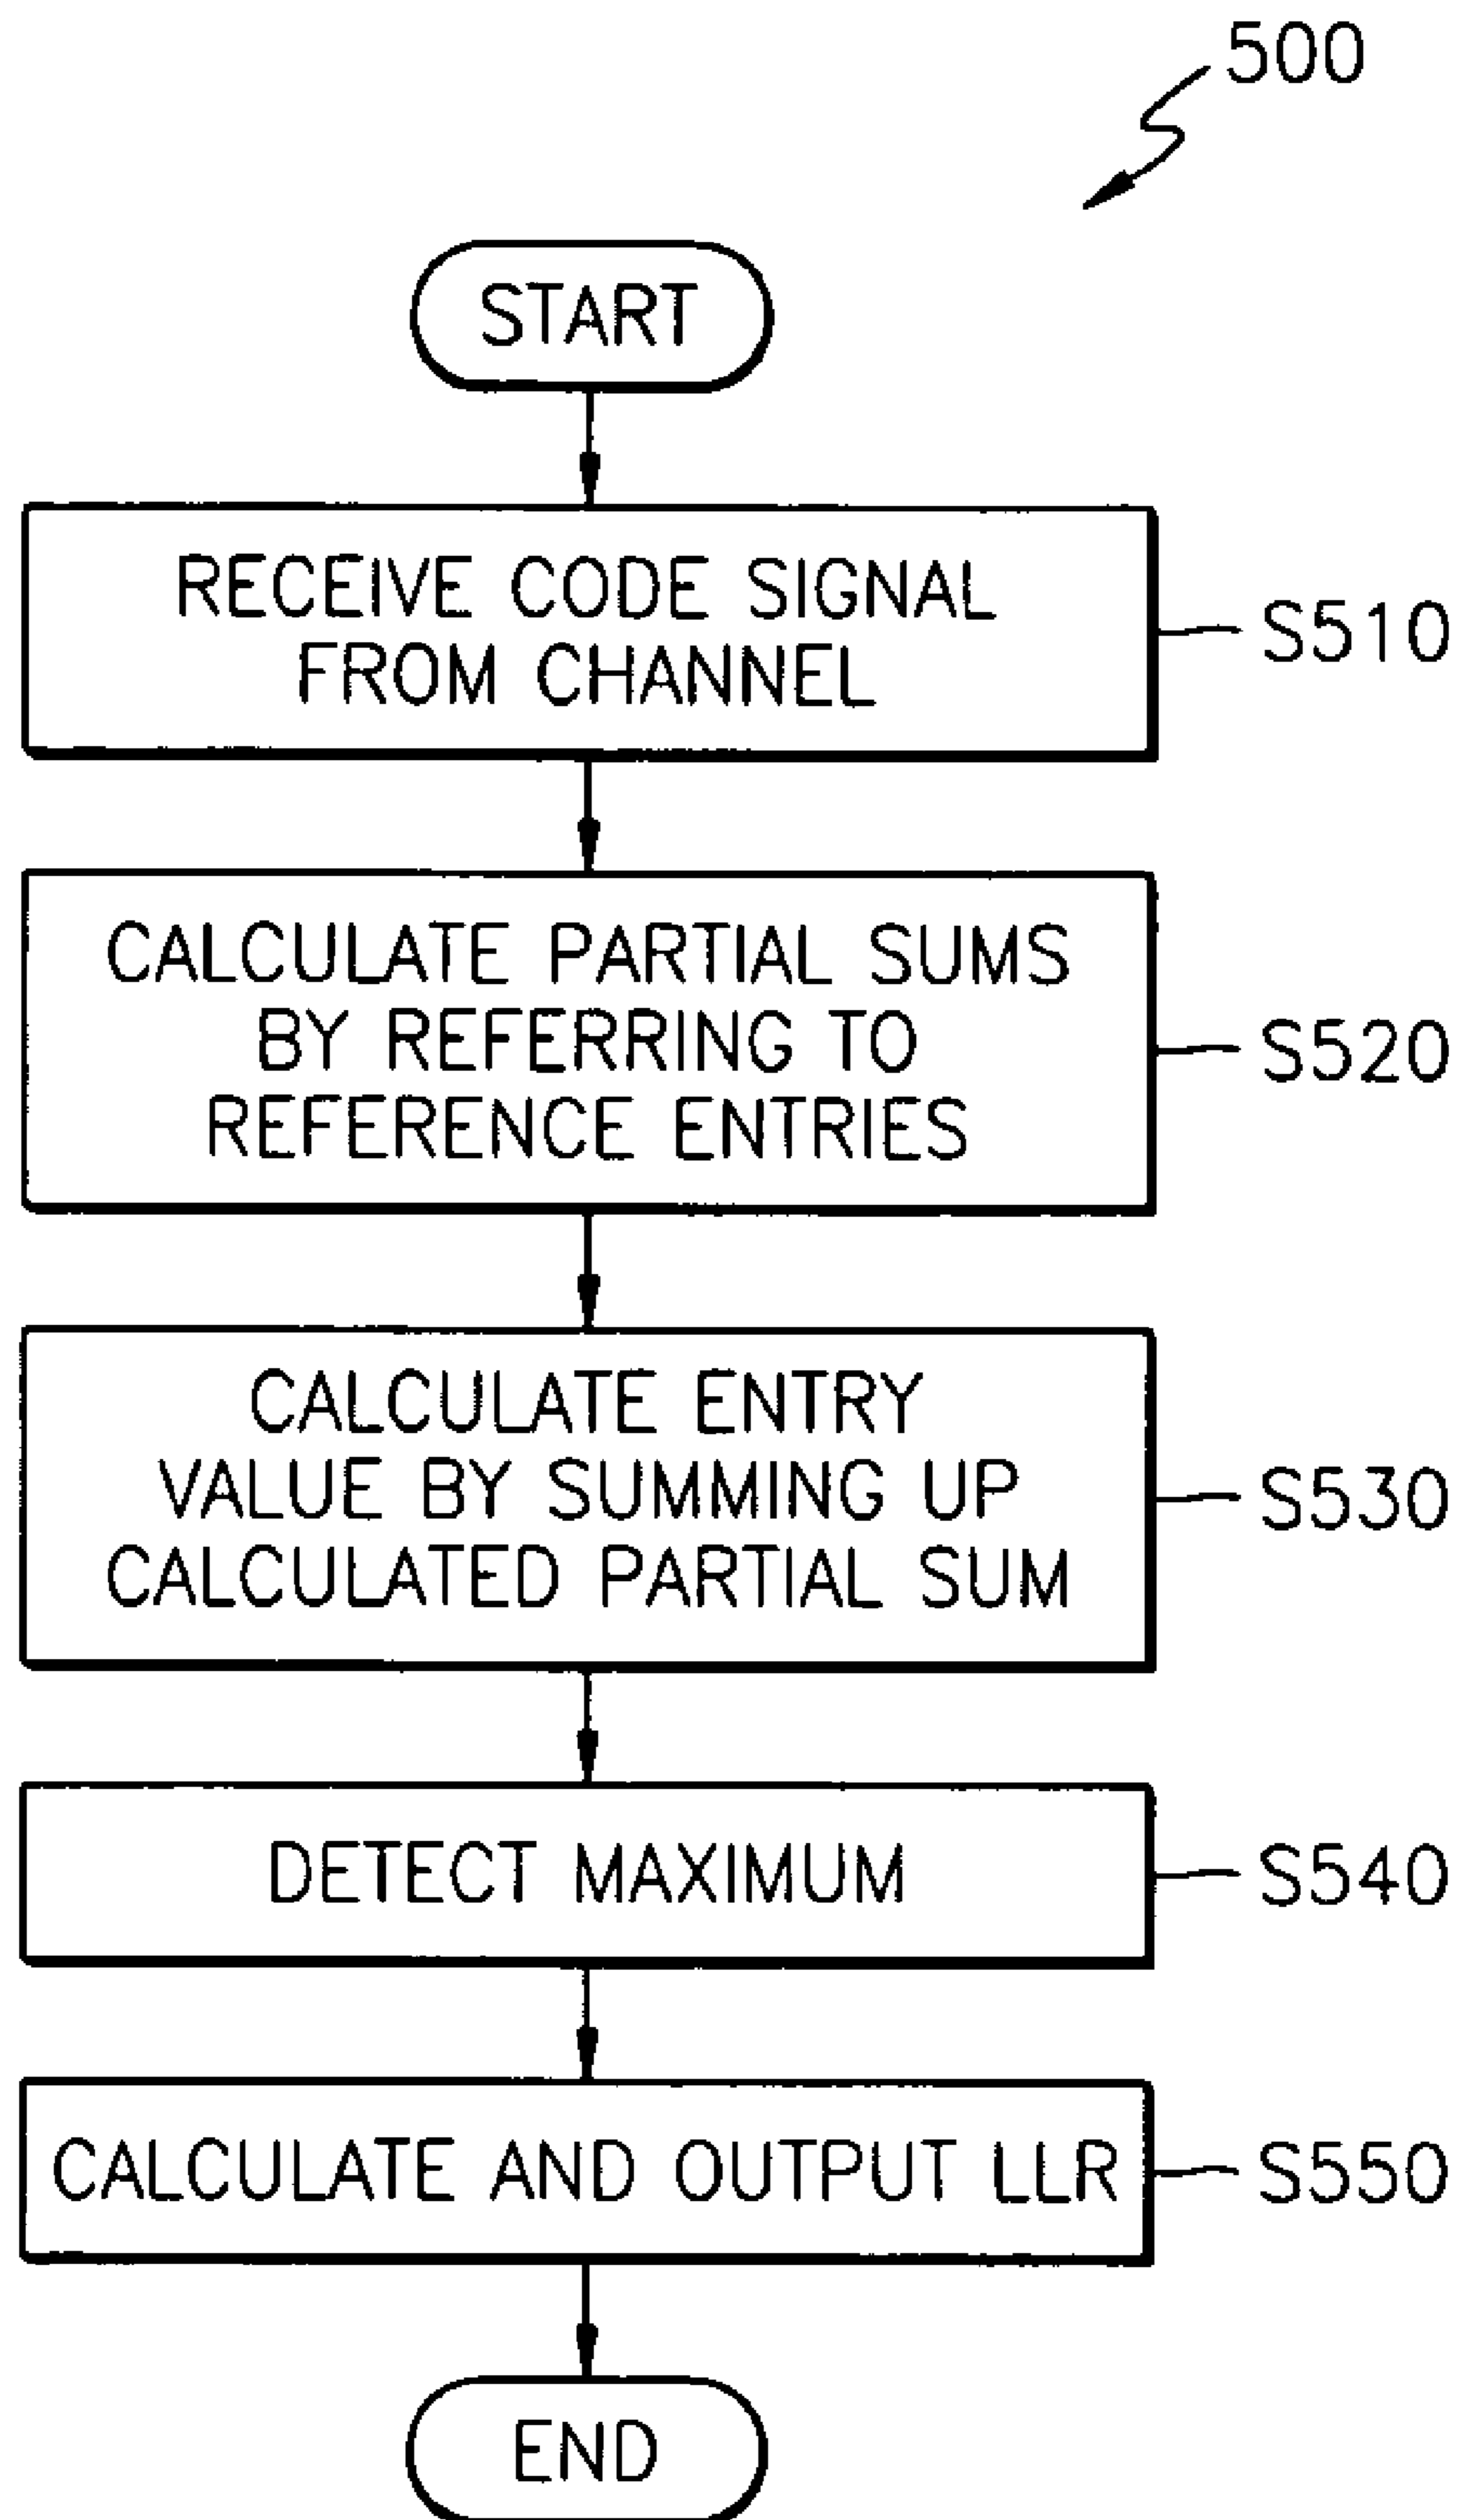 500
START
RECEIVE CODE SIGNAL
FROM CHANNEL
S510
CALCULATE PARTIAL SUMS
BY REFERRING TO
REFERENCE ENTRIES
S520
CALCULATE ENTRY
VALUE BY SUMMING UP
CALCULATED PARTIAL SUM
S530
DETECT MAXIMUM
S540
CALCULATE AND OUTPUT LLR
S550
END